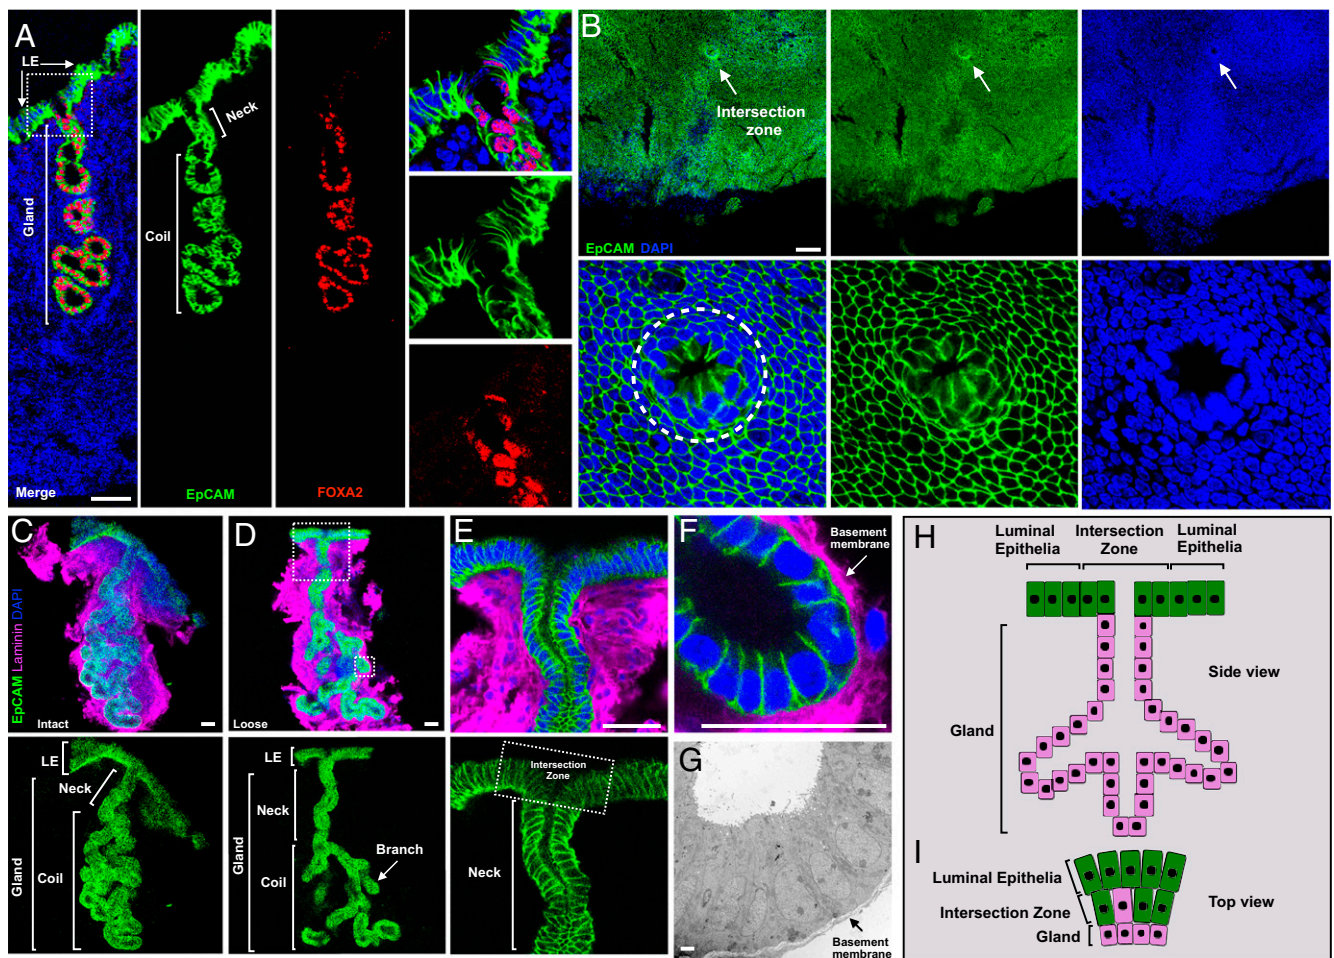 A
LE
Neck
Gland
Coil
Merge
EpCAM
FOXA2
B
Intersection
zone
EpCAM DAPI
C
EpCAM Laminin DAPI
Intact
LE
Neck
Gland
Coil
D
Loose
LE
Neck
Gland
Coil
Branch
E
Intersection
Zone
Neck
F
Basement
membrane
G
Basement
membrane
H
Luminal
Epithelia
Intersection
Zone
Luminal
Epithelia
Side view
Gland
I
Luminal Epithelia
Intersection Zone
Gland
Top view